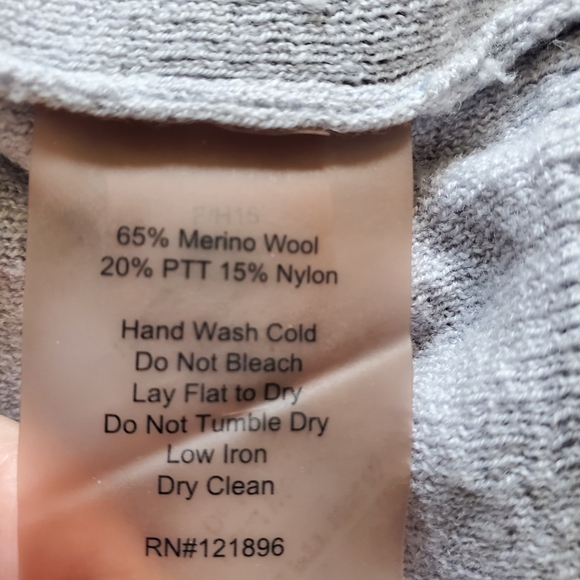 65% Merino Wool
20% PTT 15% Nylon
Hand Wash Cold
Do Not Bleach
Lay Flat to Dry
Do Not Tumble Dry
Low Iron
Dry Clean
RN#121896